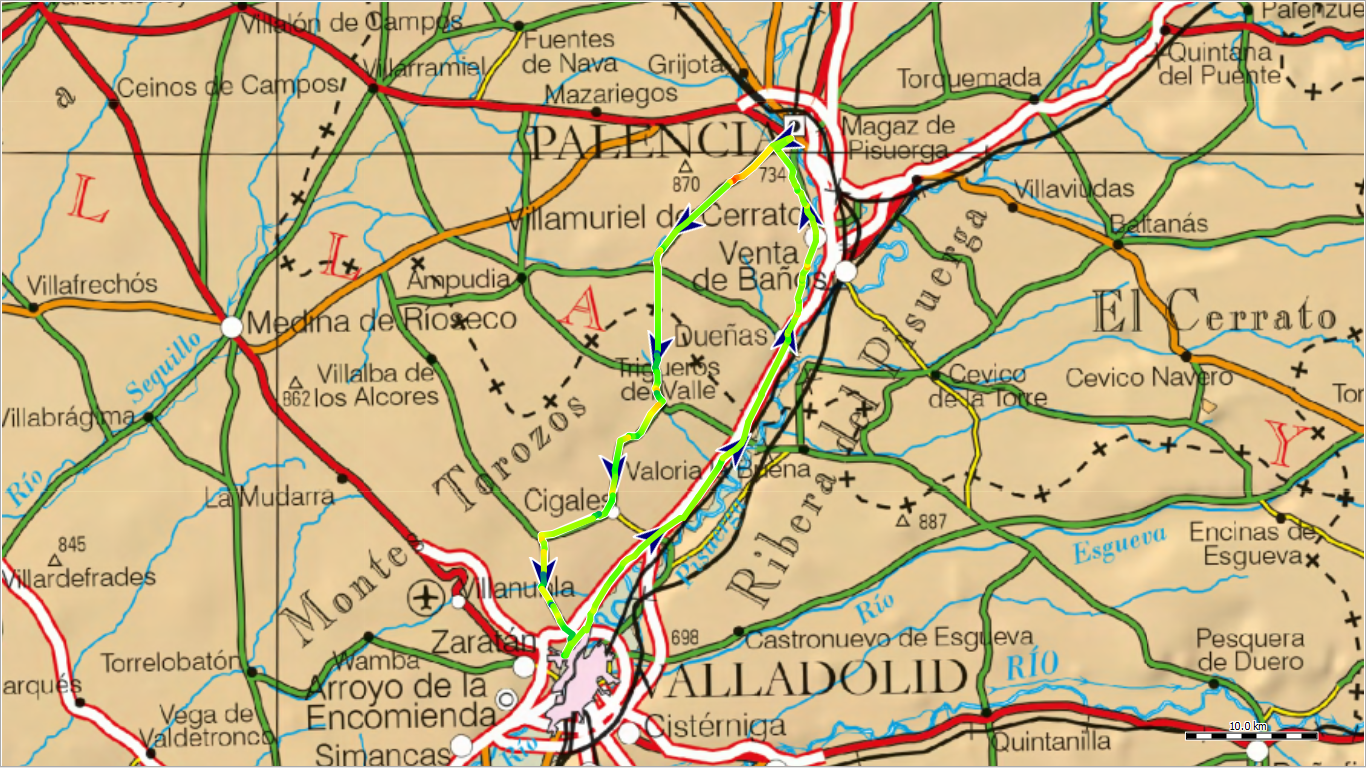 Villalón de Campos
Palenzue
Fuentes
de Nava
Quintana
del Puente
Villarramiel
Grijota
Torquemada
Ceinos de Campos
a
Mazariegos
PALENCIA
Magaz de
Pisuerga
870
734
Villaviudas
L
Villamuriel de Cerrato
Baltanás
L
Venta
de Baños
Villafrechós
Ampudia
A
Pisuerga
El Cerrato
Medina de Ríoseco
Dueñas
Sequillo
Trigueros
del Valle
Villalba de
los Alcores
862
Cevico
de la Torre
Cevico Navero
Tor
Villabrágima
del
Y
Torozos
Valoria
Buena
Río
La Mudarra
Cigales
Ribera
887
Encinas de
Esgueva
Esgueva
845
Villardefrades
Pisuerga
Montes
Villanubla
Río
Zaratán
698
Castronuevo de Esgueva
Pesquera
de Duero
Torrelobatón
Wamba
RÍO
arqués
Arroyo de la
Encomienda
VALLADOLID
Vega de
Valdetronco
Cistérniga
Simancas
Río
Quintanilla
10.0 km